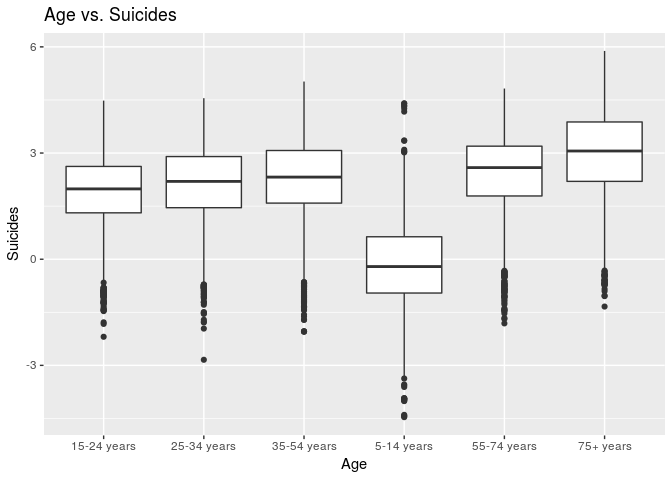 Age vs. Suicides
6
3
0
-3
Suicides
15-24 years 25-34 years 35-54 years 5-14 years 55-74 years 75+ years
Age